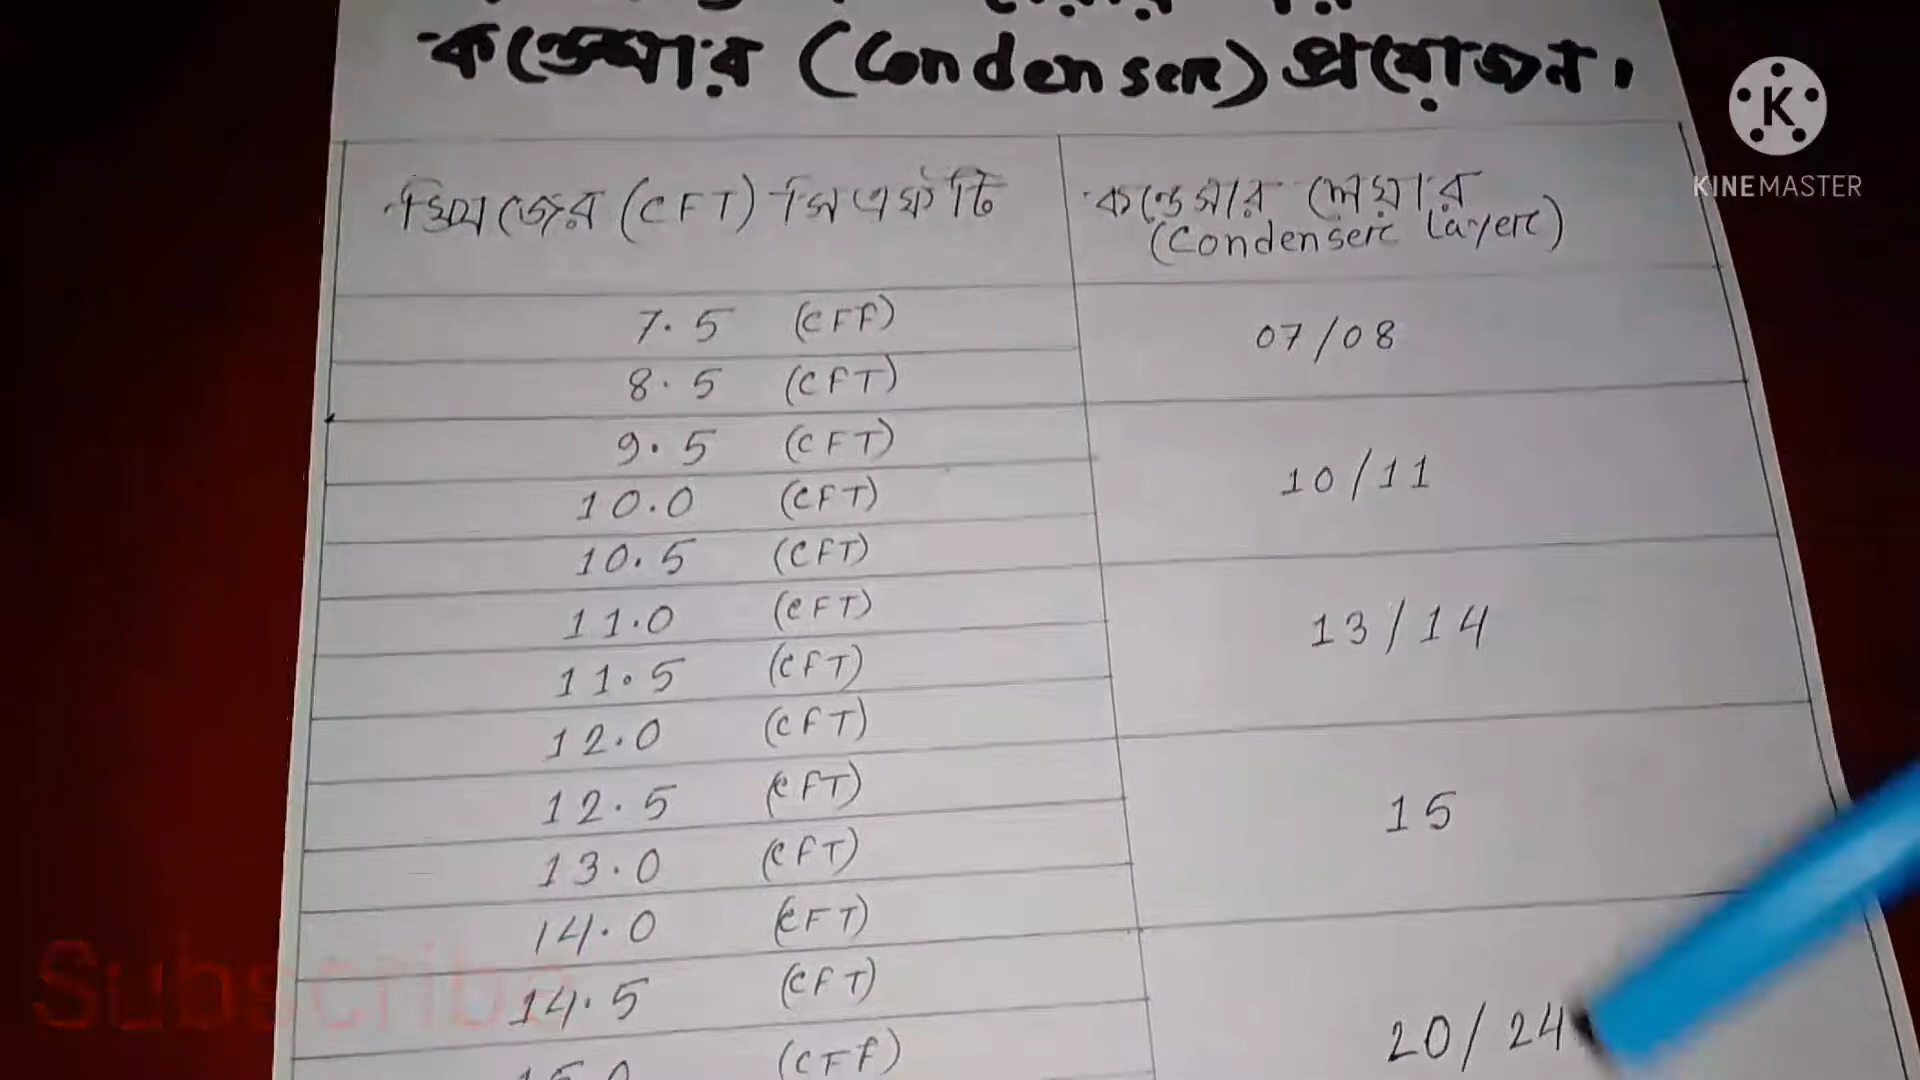 কন্ডেন্সার (Condenser) প্রয়োজন।
KINEMASTER
ফ্রিজের (CFT) সিএফটি
কন্ডেন্সার লেয়ার
(Condenser Layer)
7.5 (CFT)
07/08
8.5 (CFT)
9.5 (CFT)
10/11
10.0 (CFT)
10.5 (CFT)
11.0 (CFT)
13/14
11.5 (CFT)
12.0 (CFT)
12.5 (CFT)
15
13.0 (CFT)
14.0 (CFT)
Subscribe
14.5 (CFT)
20/24
15.0 (CFT)